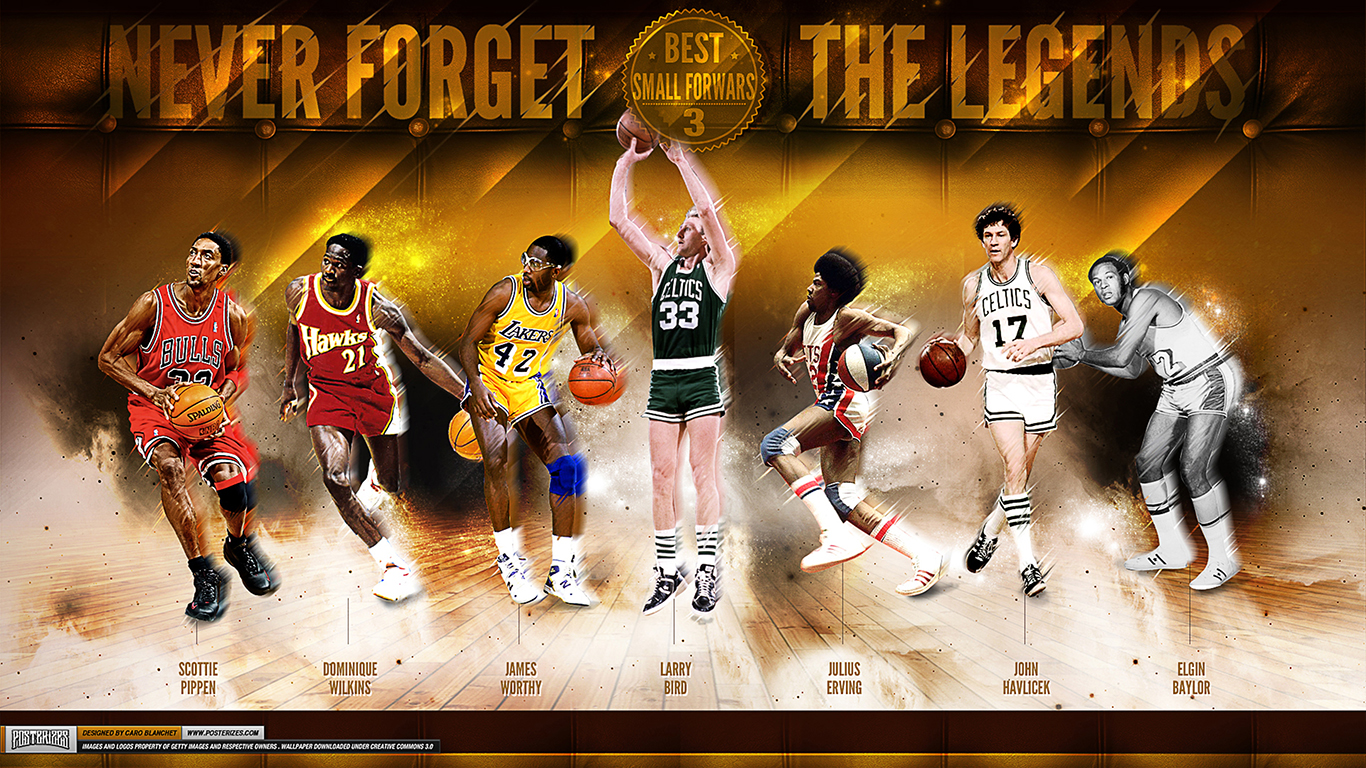 NEVER FORGET THE LEGENDS
BEST
SMALL FORWARS
3
BULLS
33
SPALDING
Hawks
21
LAKERS
42
CELTICS
33
CELTICS
17
SCOTTIE
PIPPEN
DOMINIQUE
WILKINS
JAMES
WORTHY
LARRY
BIRD
JULIUS
ERVING
JOHN
HAVLICEK
ELGIN
BAYLOR
POSTERIZES
DESIGNED BY CARO BLANCHET WWW.POSTERIZES.COM
IMAGES AND LOGOS PROPERTY OF GETTY IMAGES AND RESPECTIVE OWNERS . WALLPAPER DOWNLOADED UNDER CREATIVE COMMONS 3.0